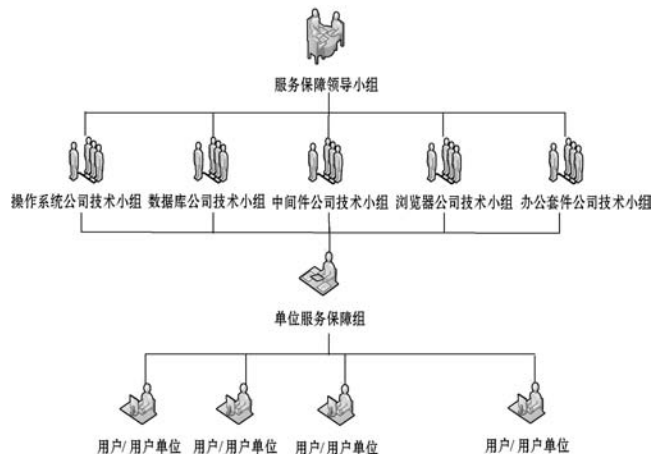 服务保障领导小组
操作系统公司技术小组 数据库公司技术小组 中间件公司技术小组 浏览器公司技术小组 办公套件公司技术小组
单位服务保障组
用户/用户单位 用户/用户单位 用户/用户单位 用户/用户单位